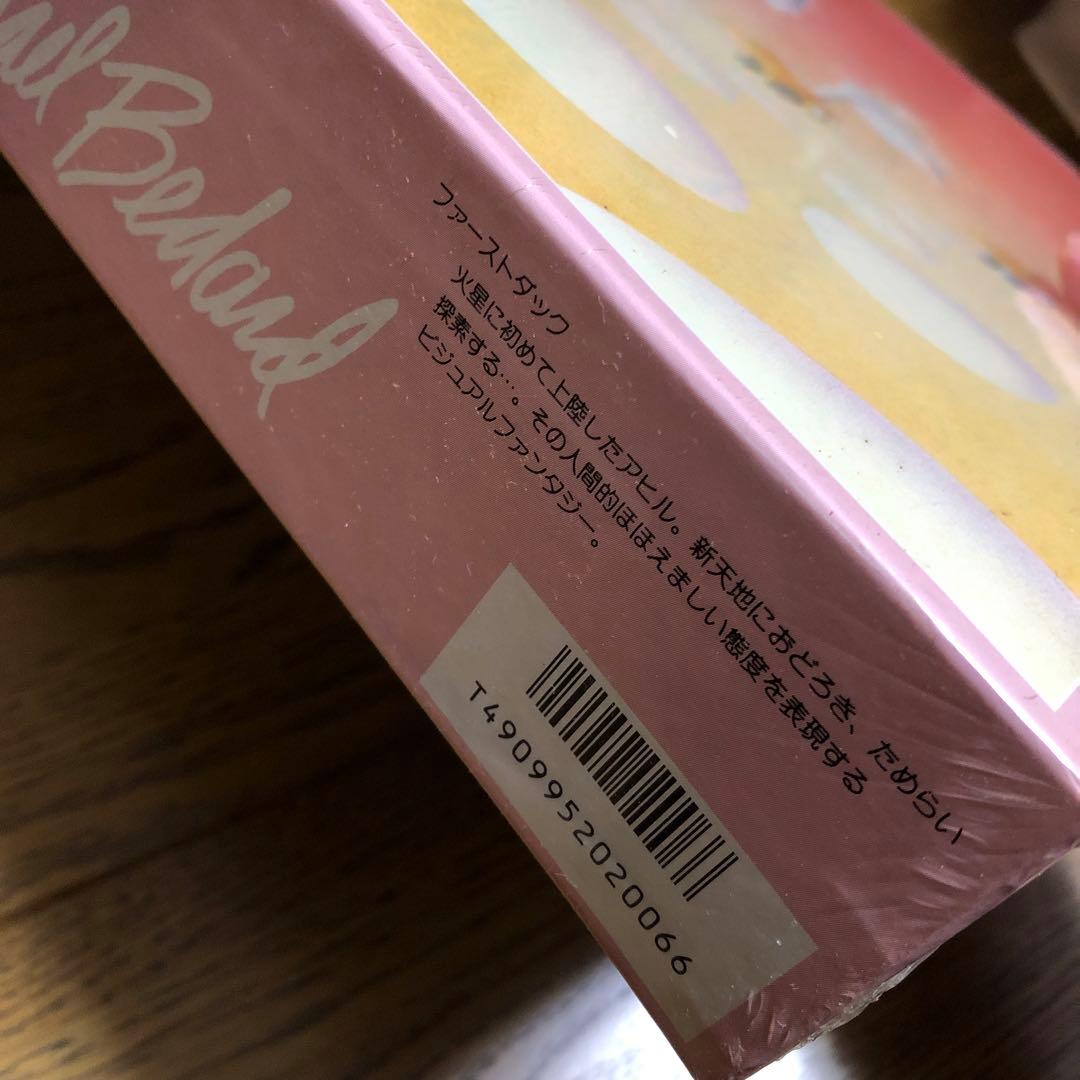 Bedard
ファーストダック
火星に初めて上陸したアヒル。新天地におどろき、ためらい
探素する…。その人間的ほほえましい態度を表現する
ビジュアルファンタジー。
T4909952020066